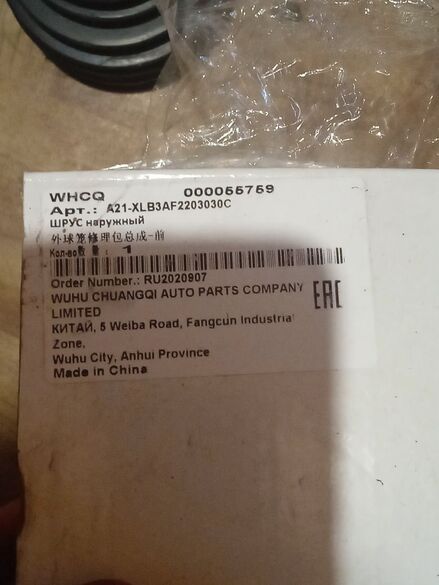 WHCQ 000055759
Арт.: A21-XLB3AF2203030C
ШРУС наружный
外球笼修理包总成-前
Кол-во 数量 : 1
Order Number.: RU2020907
WUHU CHUANGQI AUTO PARTS COMPANY
LIMITED
КИТАЙ, 5 Weiba Road, Fangcun Industrial
Zone,
Wuhu City, Anhui Province
Made in China
EAC